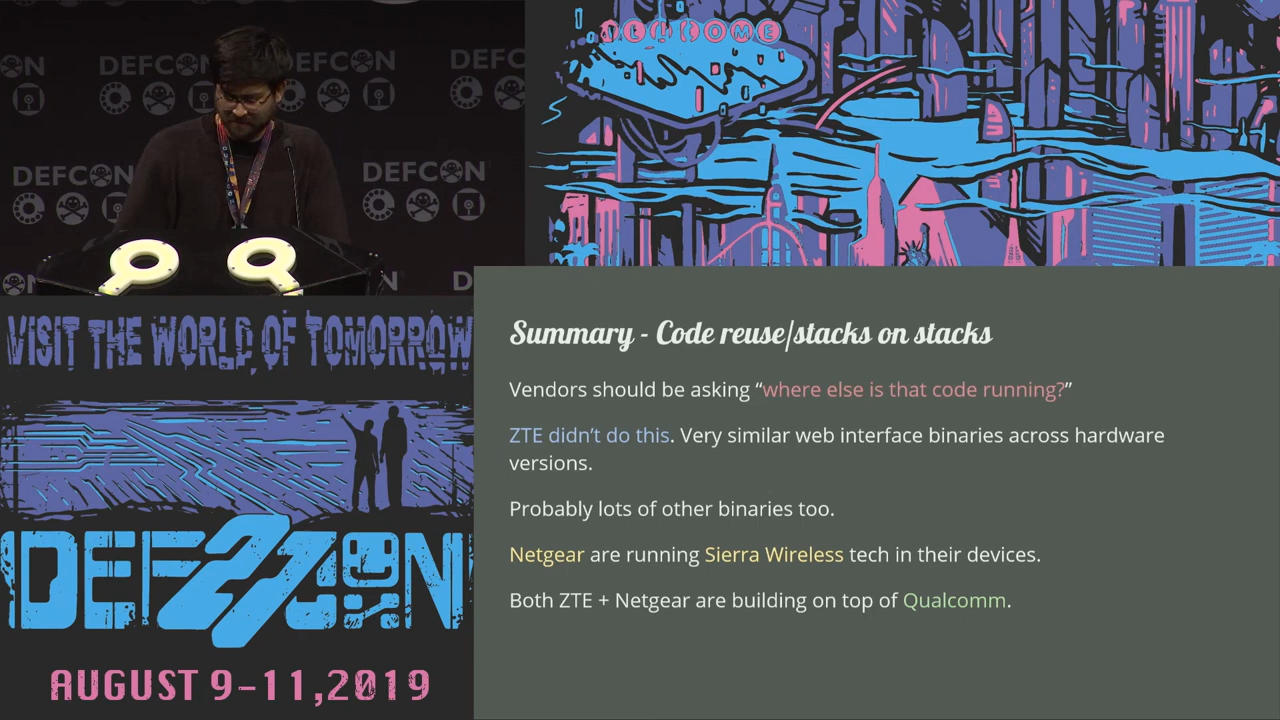 DEFCON
DEFCON
DEF
DEFCON
DEFCON
WELCOME
VISIT THE WORLD OF TOMORROW
DEF27CON
AUGUST 9-11,2019
Summary - Code reuse/stacks on stacks
Vendors should be asking “where else is that code running?”
ZTE didn’t do this. Very similar web interface binaries across hardware
versions.
Probably lots of other binaries too.
Netgear are running Sierra Wireless tech in their devices.
Both ZTE + Netgear are building on top of Qualcomm.